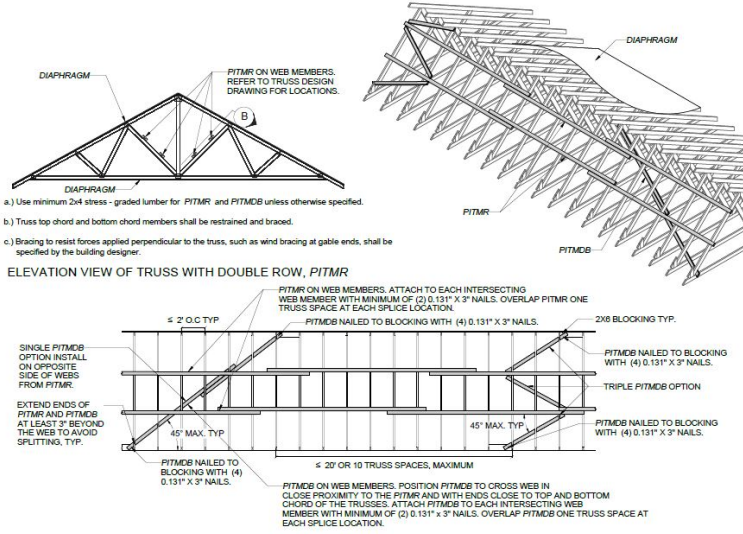 DIAPHRAGM
PITMR ON WEB MEMBERS.
REFER TO TRUSS DESIGN
DRAWING FOR LOCATIONS.
B
DIAPHRAGM
DIAPHRAGM
PITMR
PITMDB
a.) Use minimum 2x4 stress - graded lumber for PITMR and PITMDB unless otherwise specified.
b.) Truss top chord and bottom chord members shall be restrained and braced.
c.) Bracing to resist forces applied perpendicular to the truss, such as wind bracing at gable ends, shall be
specified by the building designer.
ELEVATION VIEW OF TRUSS WITH DOUBLE ROW, PITMR
PITMR ON WEB MEMBERS. ATTACH TO EACH INTERSECTING
WEB MEMBER WITH MINIMUM OF (2) 0.131" X 3" NAILS. OVERLAP PITMR ONE
TRUSS SPACE AT EACH SPLICE LOCATION.
≤ 2' O.C TYP
PITMDB NAILED TO BLOCKING WITH (4) 0.131" X 3" NAILS.
2X6 BLOCKING TYP.
SINGLE PITMDB
OPTION INSTALL
ON OPPOSITE
SIDE OF WEBS
FROM PITMR.
PITMDB NAILED TO BLOCKING
WITH (4) 0.131" X 3" NAILS.
TRIPLE PITMDB OPTION
EXTEND ENDS OF
PITMR AND PITMDB
AT LEAST 3" BEYOND
THE WEB TO AVOID
SPLITTING, TYP.
45° MAX. TYP
45° MAX. TYP
PITMDB NAILED TO BLOCKING
WITH (4) 0.131" X 3" NAILS.
PITMDB NAILED TO
BLOCKING WITH (4)
0.131" X 3" NAILS.
≤ 20' OR 10 TRUSS SPACES, MAXIMUM
PITMDB ON WEB MEMBERS. POSITION PITMDB TO CROSS WEB IN
CLOSE PROXIMITY TO THE PITMR AND WITH ENDS CLOSE TO TOP AND BOTTOM
CHORD OF THE TRUSSES. ATTACH PITMDB TO EACH INTERSECTING WEB
MEMBER WITH MINIMUM OF (2) 0.131" x 3" NAILS. OVERLAP PITMDB ONE TRUSS SPACE AT
EACH SPLICE LOCATION.